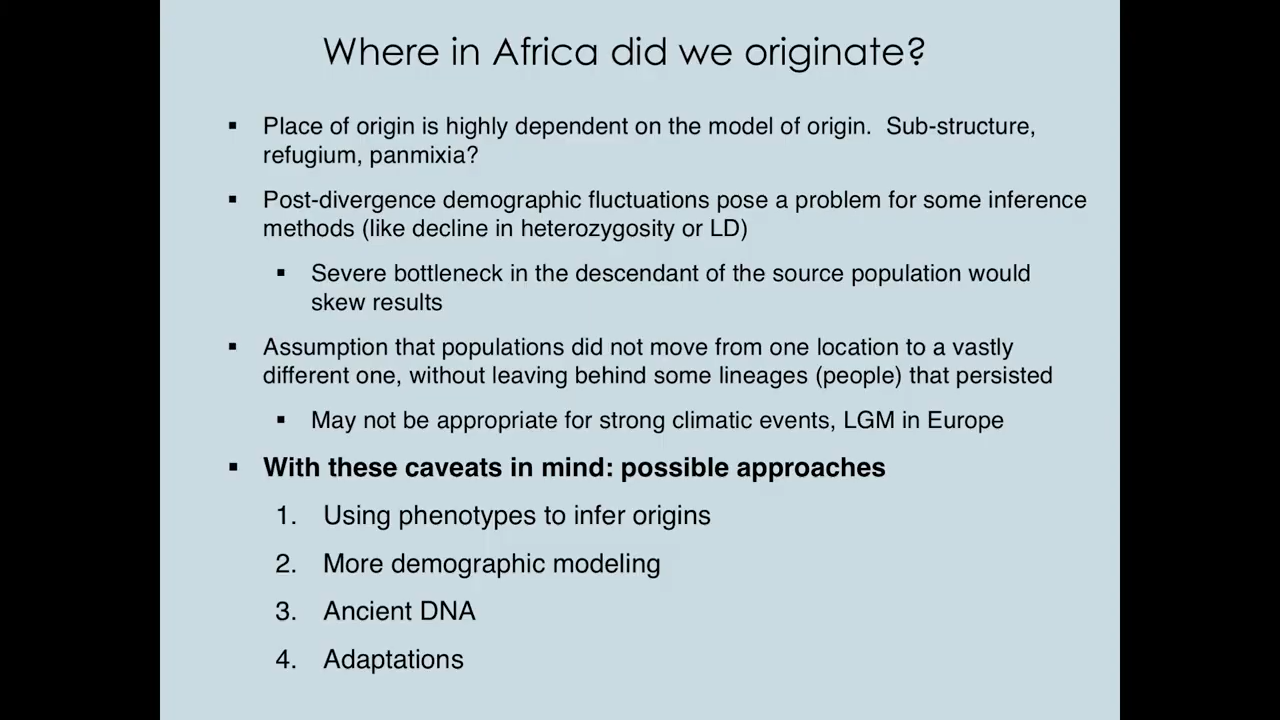 Where in Africa did we originate?
▪ Place of origin is highly dependent on the model of origin.  Sub-structure,
refugium, panmixia?
▪ Post-divergence demographic fluctuations pose a problem for some inference
methods (like decline in heterozygosity or LD)
▪ Severe bottleneck in the descendant of the source population would
skew results
▪ Assumption that populations did not move from one location to a vastly
different one, without leaving behind some lineages (people) that persisted
▪ May not be appropriate for strong climatic events, LGM in Europe
▪ With these caveats in mind: possible approaches
1. Using phenotypes to infer origins
2. More demographic modeling
3. Ancient DNA
4. Adaptations